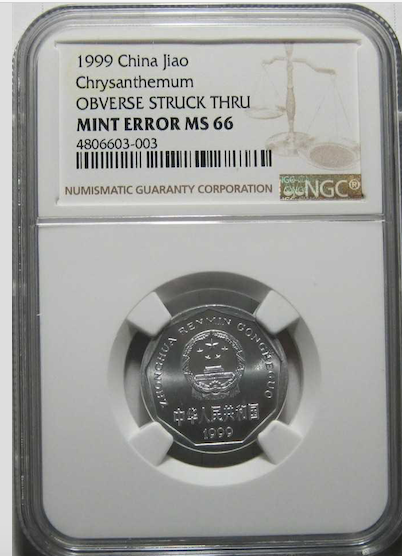 1999 China Jiao
Chrysanthemum
OBVERSE STRUCK THRU
MINT ERROR MS 66
4806603-003
NUMISMATIC GUARANTY CORPORATION
NGC®
ZHONGHUA RENMIN GONGHEGUO
中华人民共和国
1999